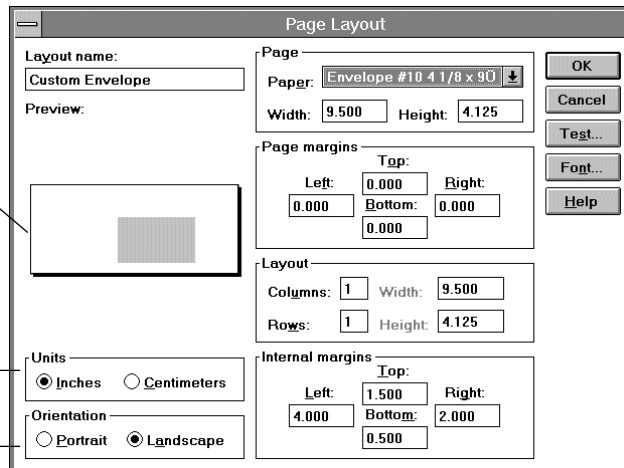 Page Layout
Layout name:
Custom Envelope
Preview:
Units
Inches Centimeters
Orientation
Portrait Landscape
Page
Paper: Envelope #10 4 1/8 x 9Ü
Width: 9.500 Height: 4.125
Page margins
Top:
Left: 0.000 Right:
0.000 Bottom: 0.000
0.000
Layout
Columns: 1 Width: 9.500
Rows: 1 Height: 4.125
Internal margins
Top:
Left: 1.500 Right:
4.000 Bottom: 2.000
0.500
OK
Cancel
Test...
Font...
Help